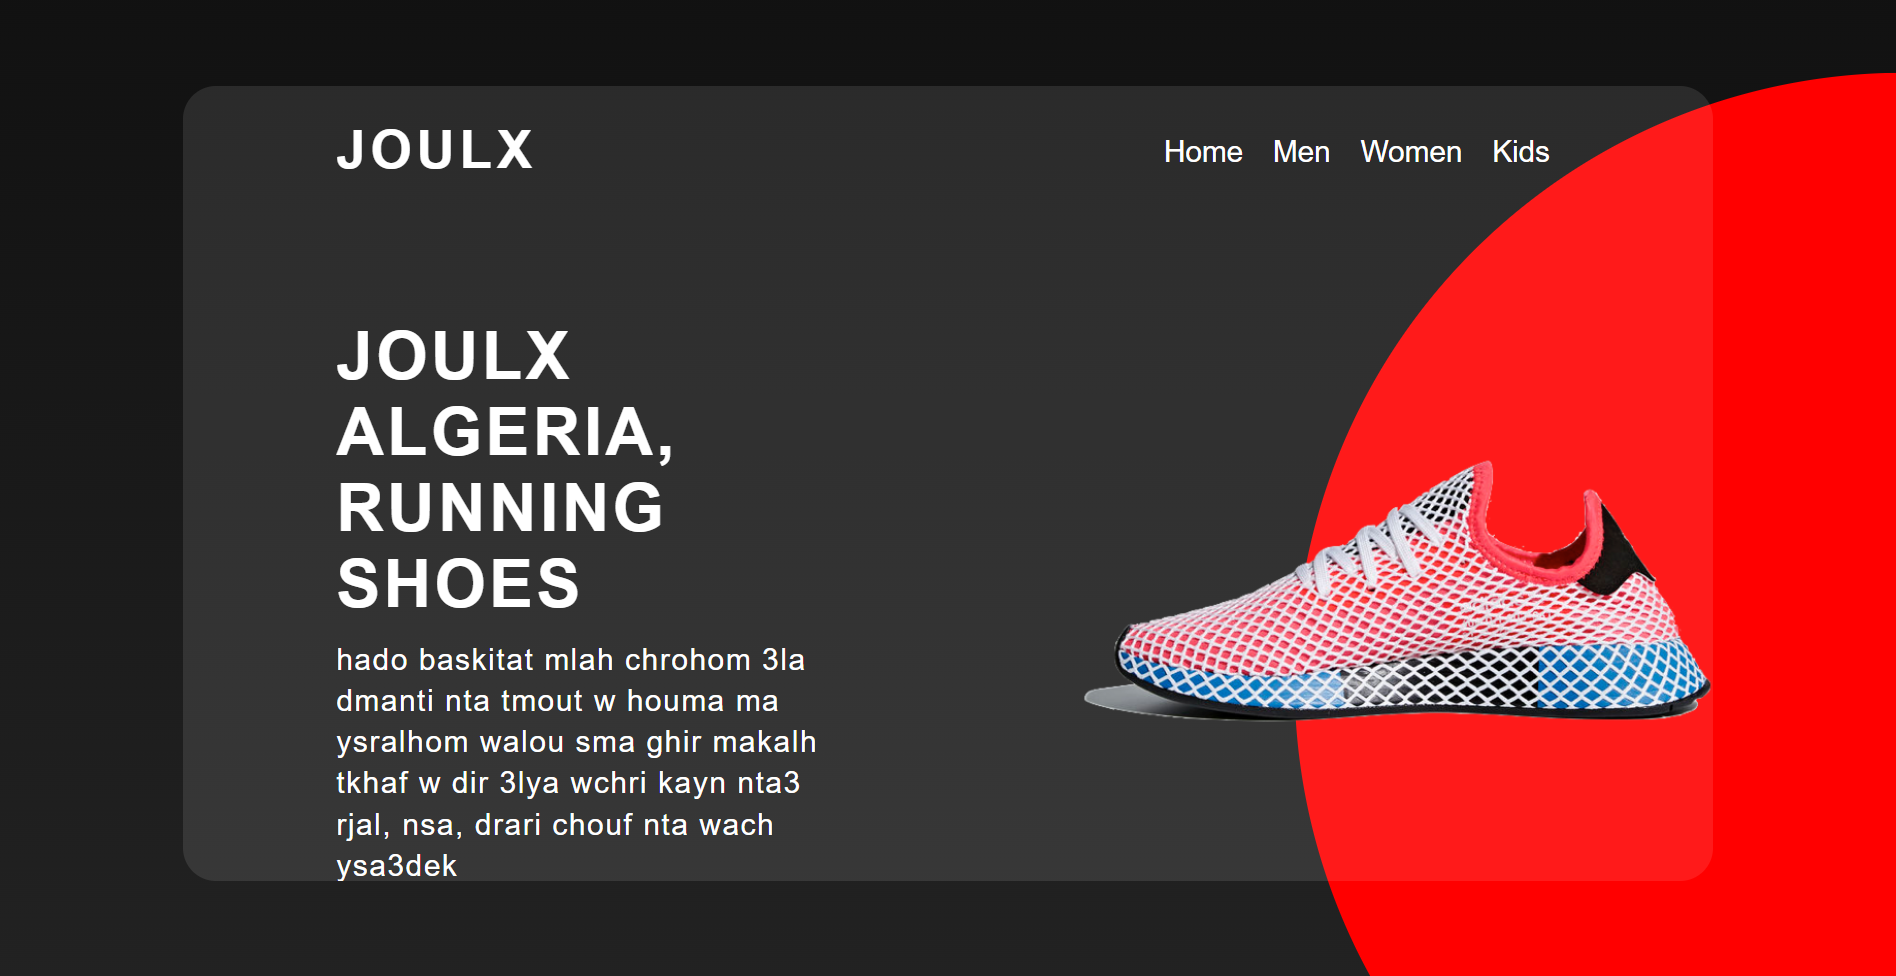 JOULX
Home Men Women Kids
JOULX
ALGERIA,
RUNNING
SHOES
hado baskitat mlah chrohom 3la
dmanti nta tmout w houma ma
ysralhom walou sma ghir makalh
tkhaf w dir 3lya wchri kayn nta3
rjal, nsa, drari chouf nta wach
ysa3dek